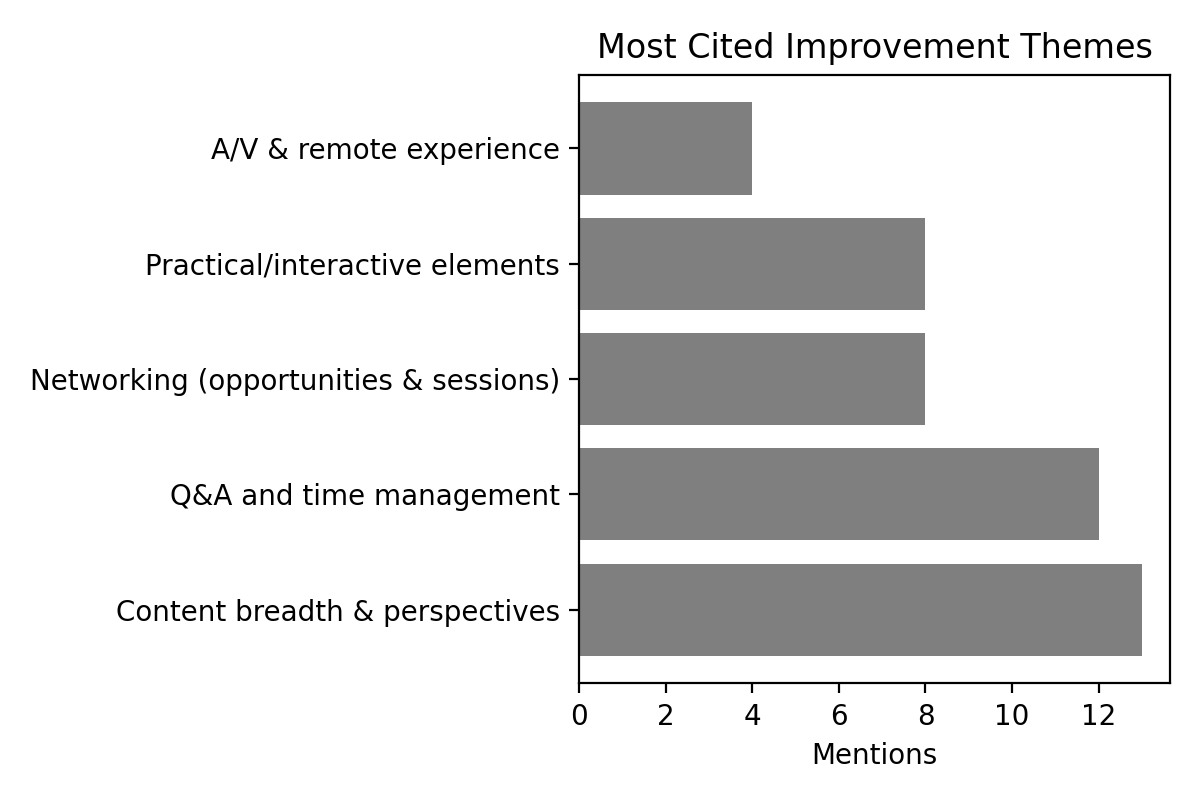 Most Cited Improvement Themes
A/V & remote experience
Practical/interactive elements
Networking (opportunities & sessions)
Q&A and time management
Content breadth & perspectives
0 2 4 6 8 10 12
Mentions